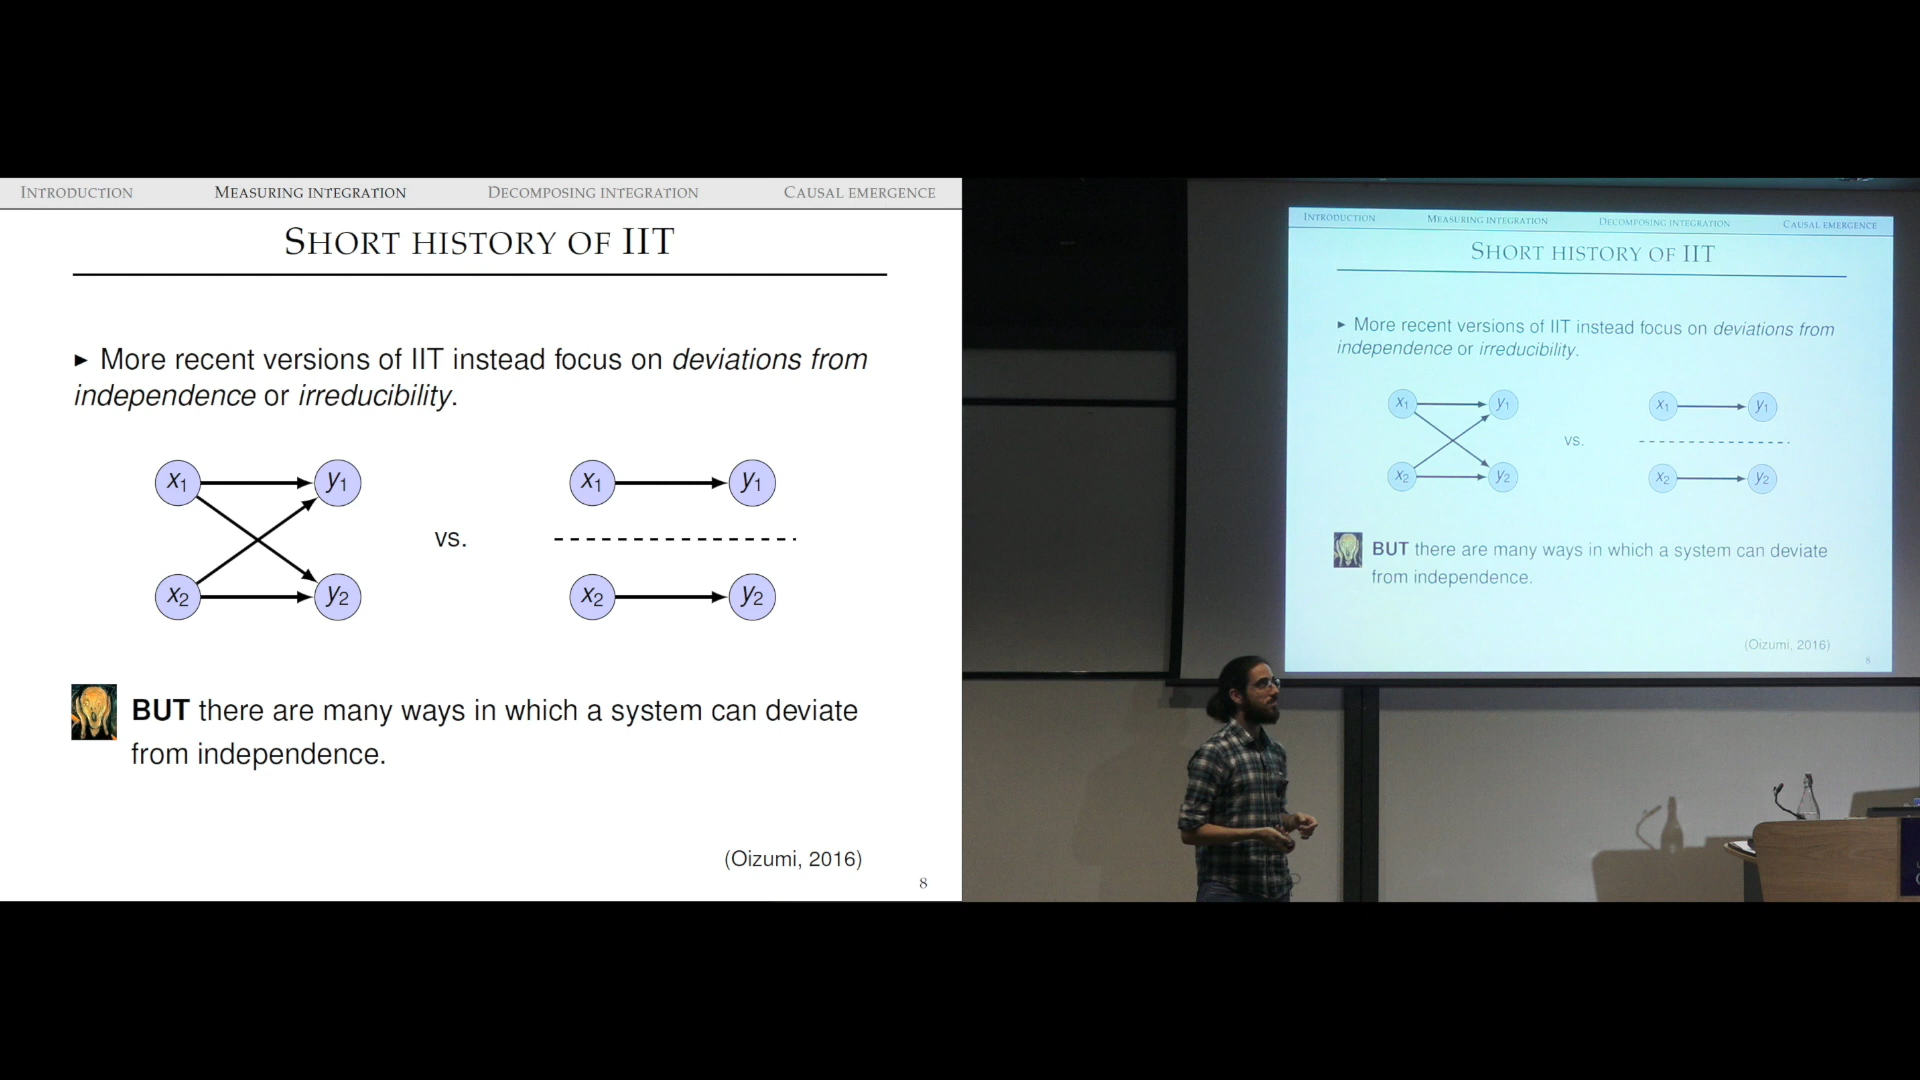 INTRODUCTION MEASURING INTEGRATION DECOMPOSING INTEGRATION CAUSAL EMERGENCE
SHORT HISTORY OF IIT
► More recent versions of IIT instead focus on deviations from
independence or irreducibility.
x1 y1 x1 y1
vs.
x2 y2 x2 y2
BUT there are many ways in which a system can deviate
from independence.
(Oizumi, 2016)
8
INTRODUCTION MEASURING INTEGRATION DECOMPOSING INTEGRATION CAUSAL EMERGENCE
SHORT HISTORY OF IIT
► More recent versions of IIT instead focus on deviations from
independence or irreducibility.
x1 y1 x1 y1
vs.
x2 y2 x2 y2
BUT there are many ways in which a system can deviate
from independence.
(Oizumi, 2016)
8